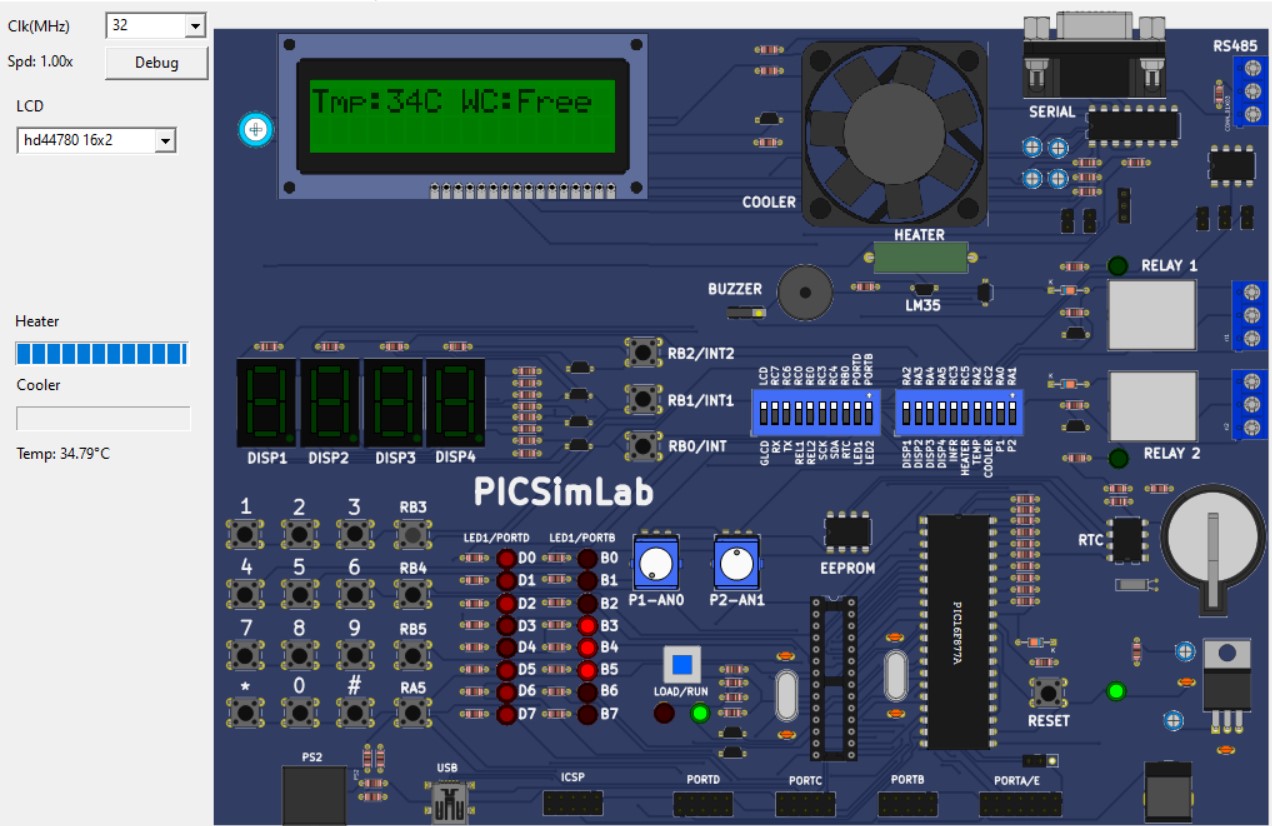 Clk(MHz) 32
Spd: 1.00x Debug
LCD
hd44780 16x2
Heater
Cooler
Temp: 34.79°C
Tmp:34C WC:Free
COOLER
SERIAL
RS485
HEATER
BUZZER
LM35
RELAY 1
RELAY 2
RB2/INT2
RB1/INT1
RB0/INT
DISP1 DISP2 DISP3 DISP4
LCD RC7 RC6 RC0 RE0 RC3 RC4 RB0 PORTD PORTB
GLCD RX TX REL1 REL2 SCK SDA RTC LED1 LED2
RA2 RA3 RA4 RA5 RC3 RC5 RA2 RC2 RA0 RA1
DISP1 DISP2 DISP3 DISP4 INFR HEATER TEMP COOLER P1 P2
PICSimLab
1 2 3 RB3
4 5 6 RB4
7 8 9 RB5
* 0 # RA5
LED1/PORTD LED1/PORTB
D0 B0
D1 B1
D2 B2
D3 B3
D4 B4
D5 B5
D6 B6
D7 B7
P1-AN0 P2-AN1
EEPROM
PIC16F877A
RTC
LOAD/RUN
RESET
PS2
PS2
USB
ICSP
PORTD
PORTC
PORTB
PORTA/E